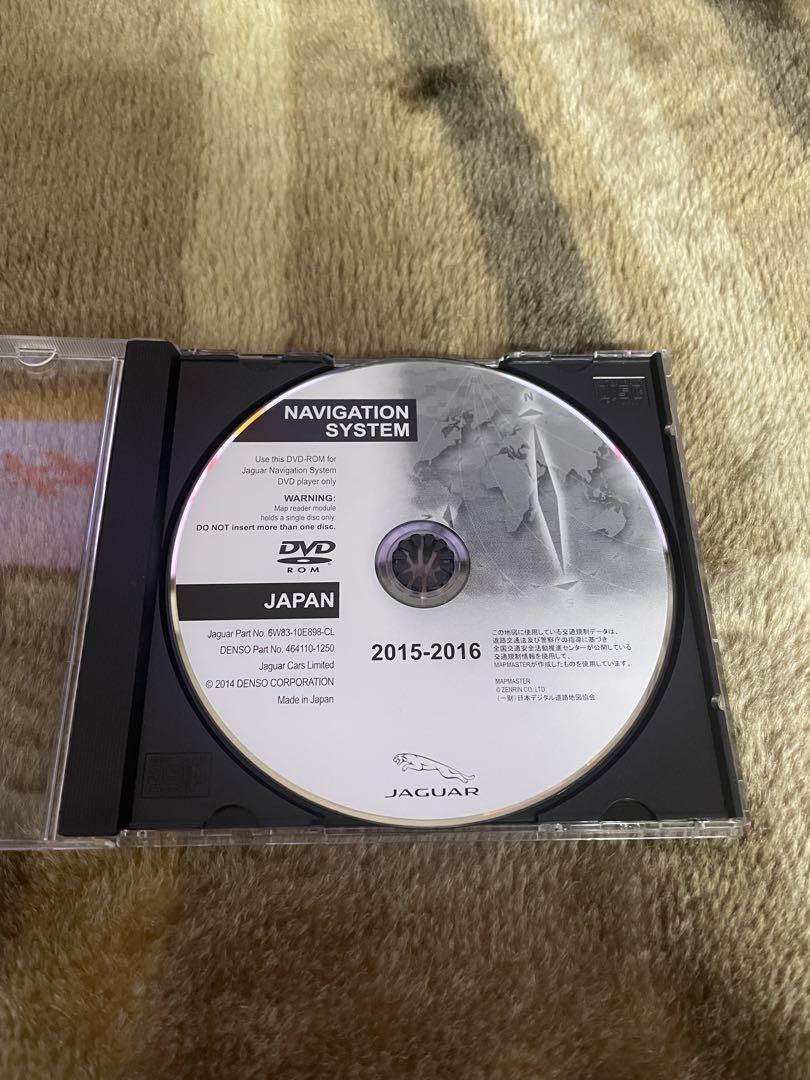 NAVIGATION
SYSTEM
N
Use this DVD-ROM for
Jaguar Navigation System
DVD player only
WARNING:
Map reader module
holds a single disc only.
DO NOT insert more than one disc.
DVD
ROM
JAPAN
Jaguar Part No. 6W83-10E898-CL
DENSO Part No. 464110-1250
Jaguar Cars Limited
© 2014 DENSO CORPORATION
Made in Japan
2015-2016
この地図に使用している交通規制データは、
道路交通法及び警察庁の指導に基づき
全国交通安全活動推進センターが公開している
交通規制情報を使用して、
MAPMASTERが作成したものを使用しています。
MAPMASTER
© ZENRIN CO., LTD.
(一財)日本デジタル道路地図協会
JAGUAR